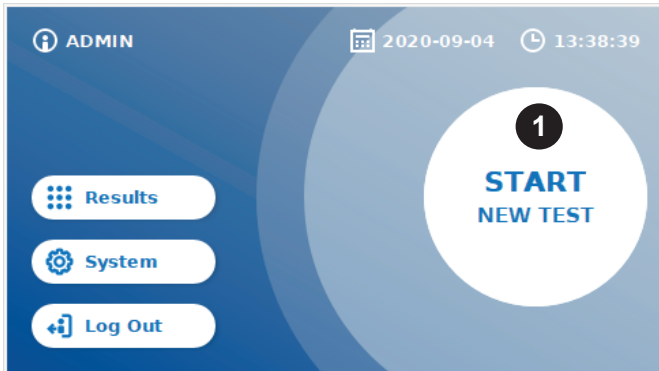 ADMIN 2020-09-04 13:38:39
1
START
NEW TEST
Results
System
Log Out